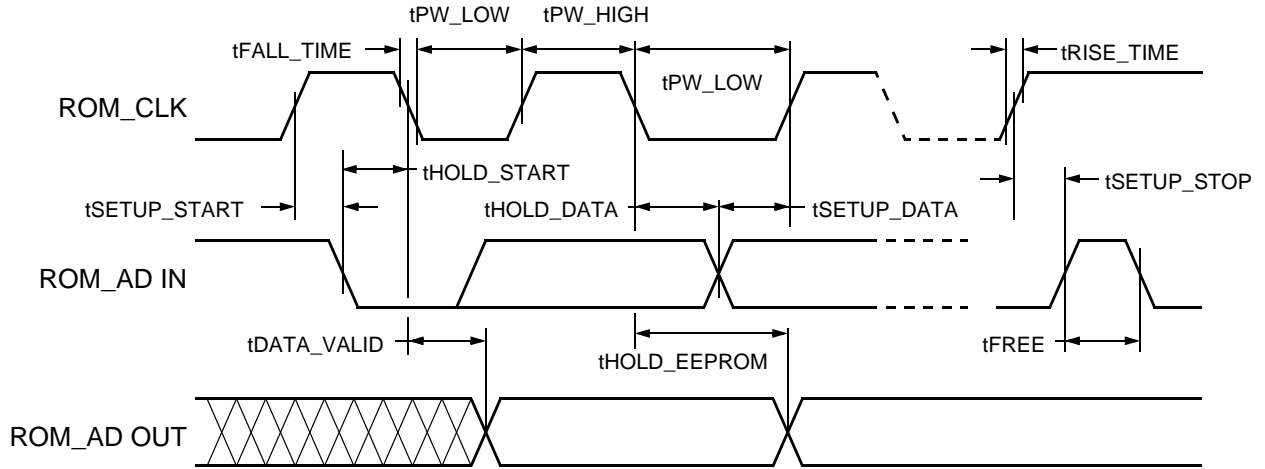 tPW_LOW
tPW_HIGH
tFALL_TIME
tRISE_TIME
tPW_LOW
ROM_CLK
tHOLD_START
tSETUP_STOP
tSETUP_START
tHOLD_DATA
tSETUP_DATA
ROM_AD IN
tDATA_VALID
tHOLD_EEPROM
tFREE
ROM_AD OUT